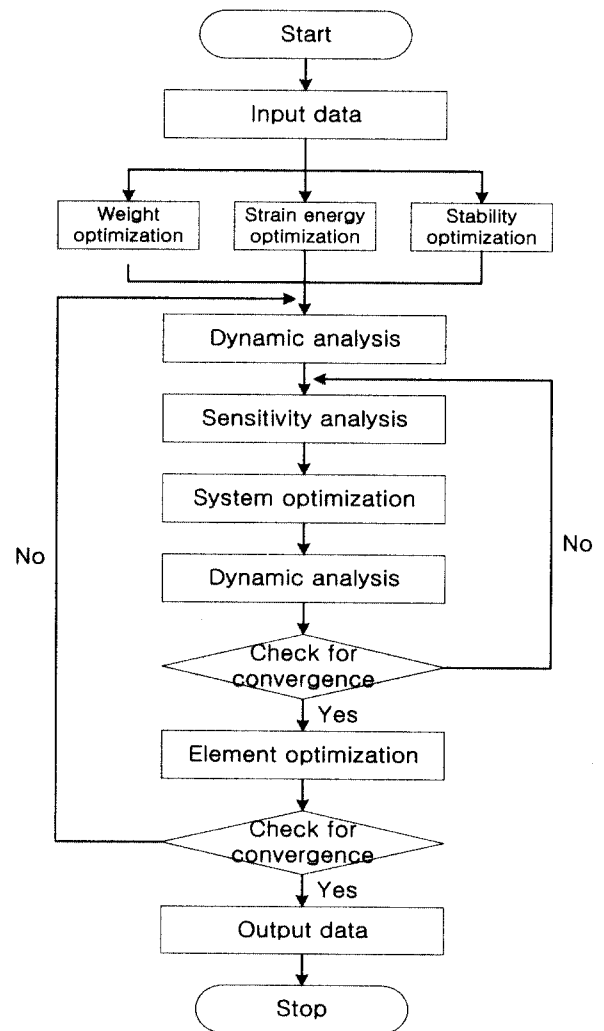 Start
Input data
Weight
optimization
Strain energy
optimization
Stability
optimization
Dynamic analysis
Sensitivity analysis
System optimization
No
No
Dynamic analysis
Check for
convergence
Yes
Element optimization
Check for
convergence
Yes
Output data
Stop